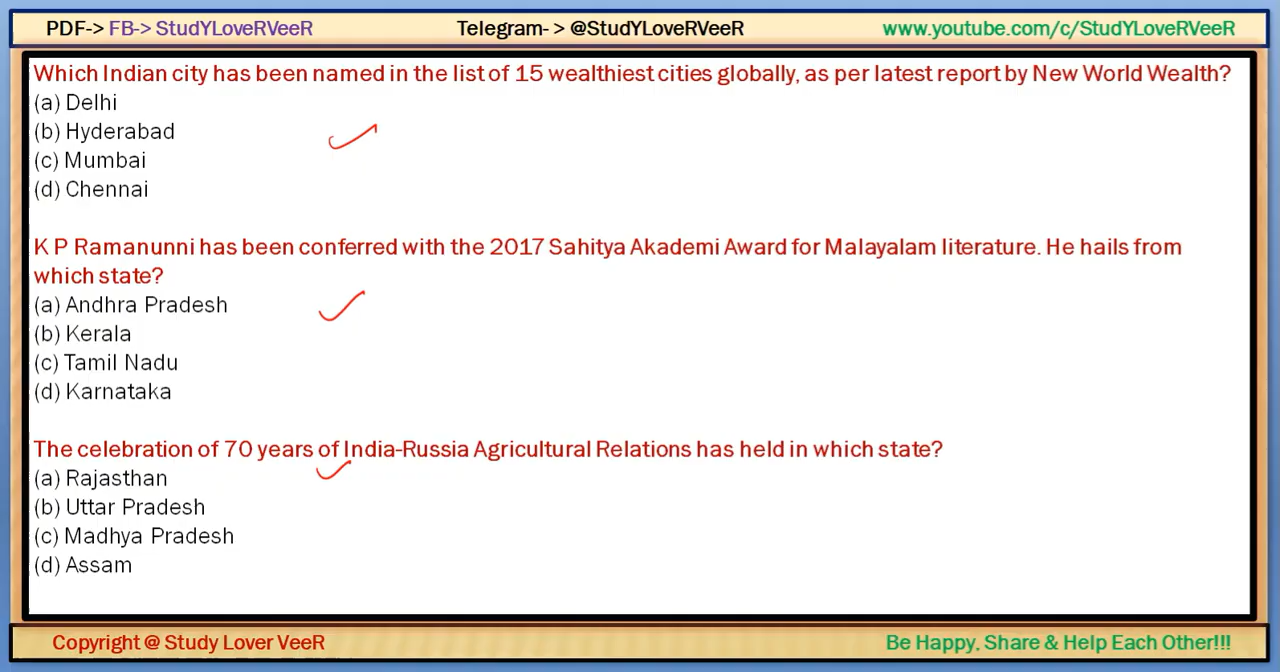 PDF-> FB-> StudYLoveRVeeR Telegram- > @StudYLoveRVeeR www.youtube.com/c/StudYLoveRVeeR
Which Indian city has been named in the list of 15 wealthiest cities globally, as per latest report by New World Wealth?
(a) Delhi
(b) Hyderabad
(c) Mumbai
(d) Chennai
K P Ramanunni has been conferred with the 2017 Sahitya Akademi Award for Malayalam literature. He hails from
which state?
(a) Andhra Pradesh
(b) Kerala
(c) Tamil Nadu
(d) Karnataka
The celebration of 70 years of India-Russia Agricultural Relations has held in which state?
(a) Rajasthan
(b) Uttar Pradesh
(c) Madhya Pradesh
(d) Assam
Copyright @ Study Lover VeeR Be Happy, Share & Help Each Other!!!